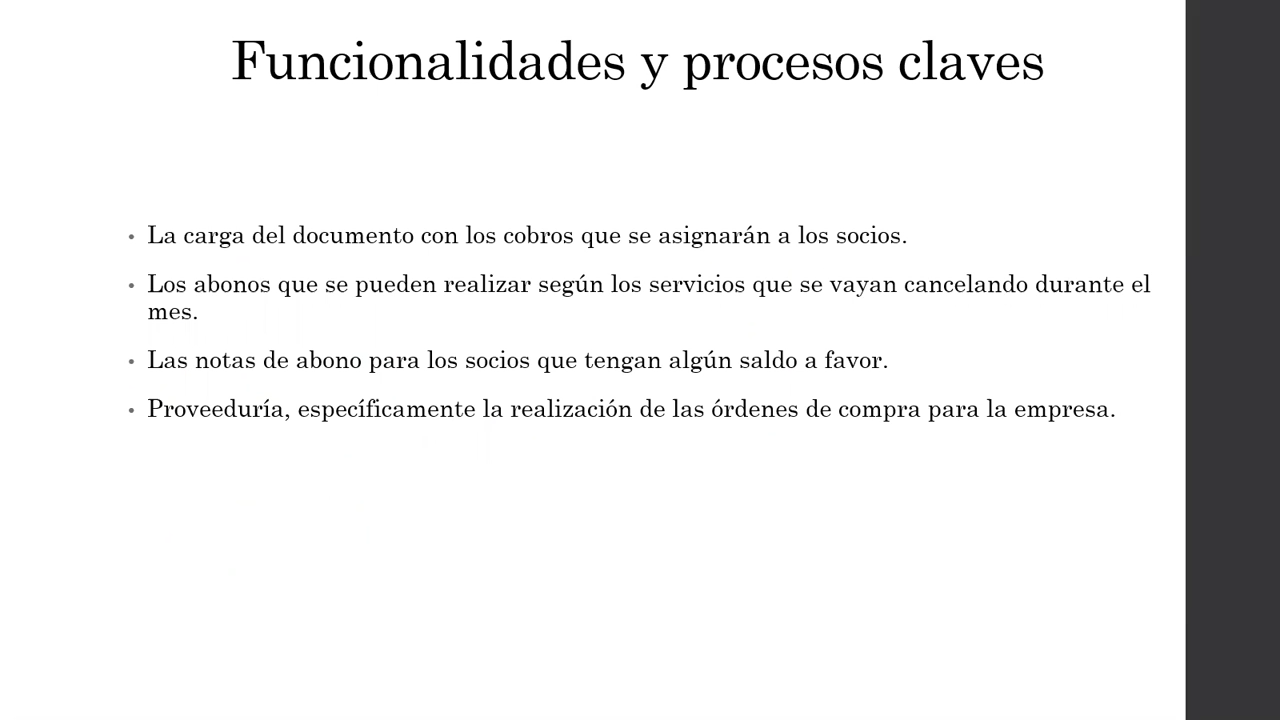 Funcionalidades y procesos claves
• La carga del documento con los cobros que se asignarán a los socios.
• Los abonos que se pueden realizar según los servicios que se vayan cancelando durante el
mes.
• Las notas de abono para los socios que tengan algún saldo a favor.
• Proveeduría, específicamente la realización de las órdenes de compra para la empresa.